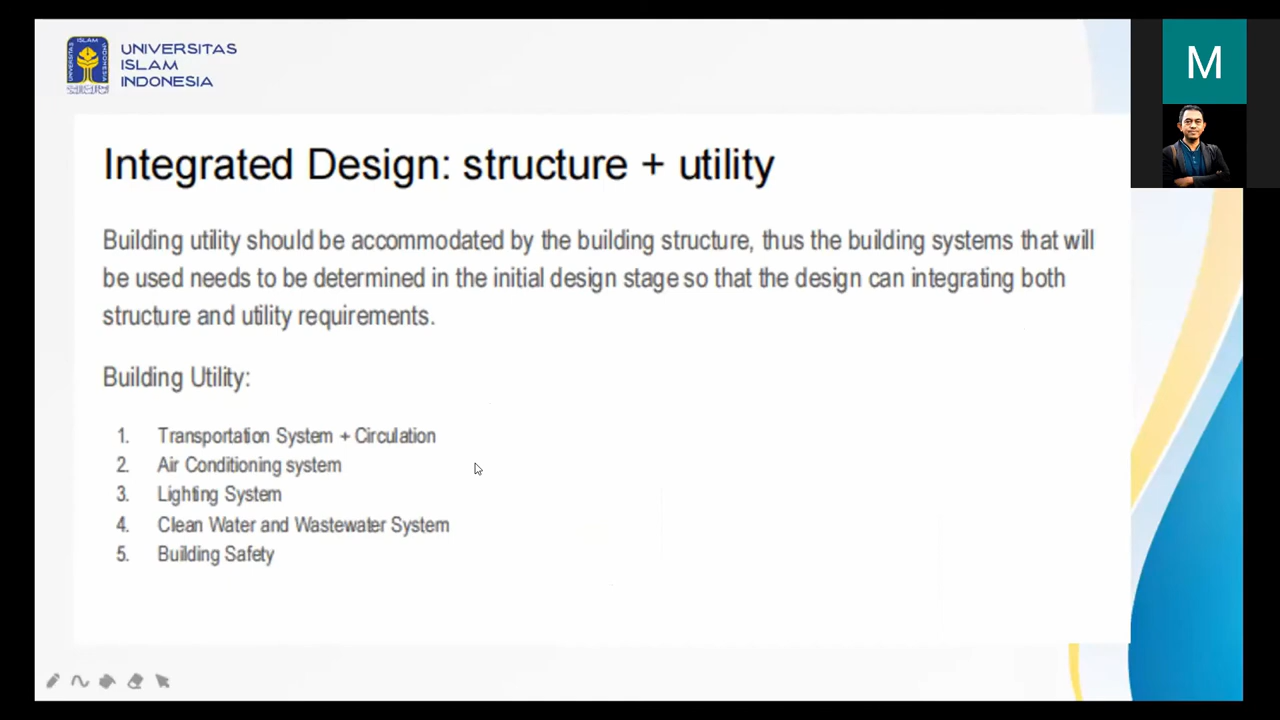 UNIVERSITAS
ISLAM
INDONESIA
M
Integrated Design: structure + utility
Building utility should be accommodated by the building structure, thus the building systems that will
be used needs to be determined in the initial design stage so that the design can integrating both
structure and utility requirements.
Building Utility:
1. Transportation System + Circulation
2. Air Conditioning system
3. Lighting System
4. Clean Water and Wastewater System
5. Building Safety